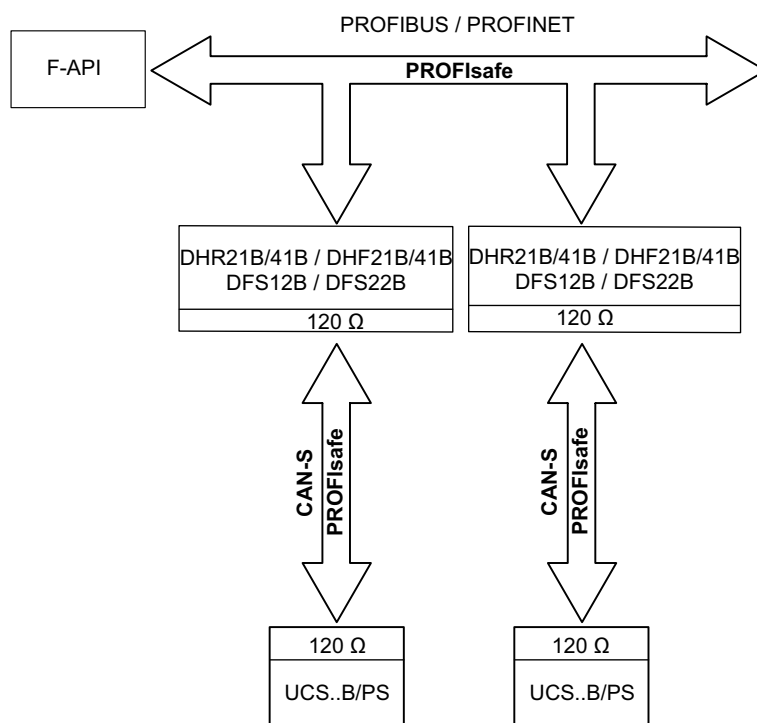 PROFIBUS / PROFINET
F-API
PROFIsafe
DHR21B/41B / DHF21B/41B
DFS12B / DFS22B
120 Ω
DHR21B/41B / DHF21B/41B
DFS12B / DFS22B
120 Ω
CAN-S
PROFIsafe
CAN-S
PROFIsafe
120 Ω
UCS..B/PS
120 Ω
UCS..B/PS